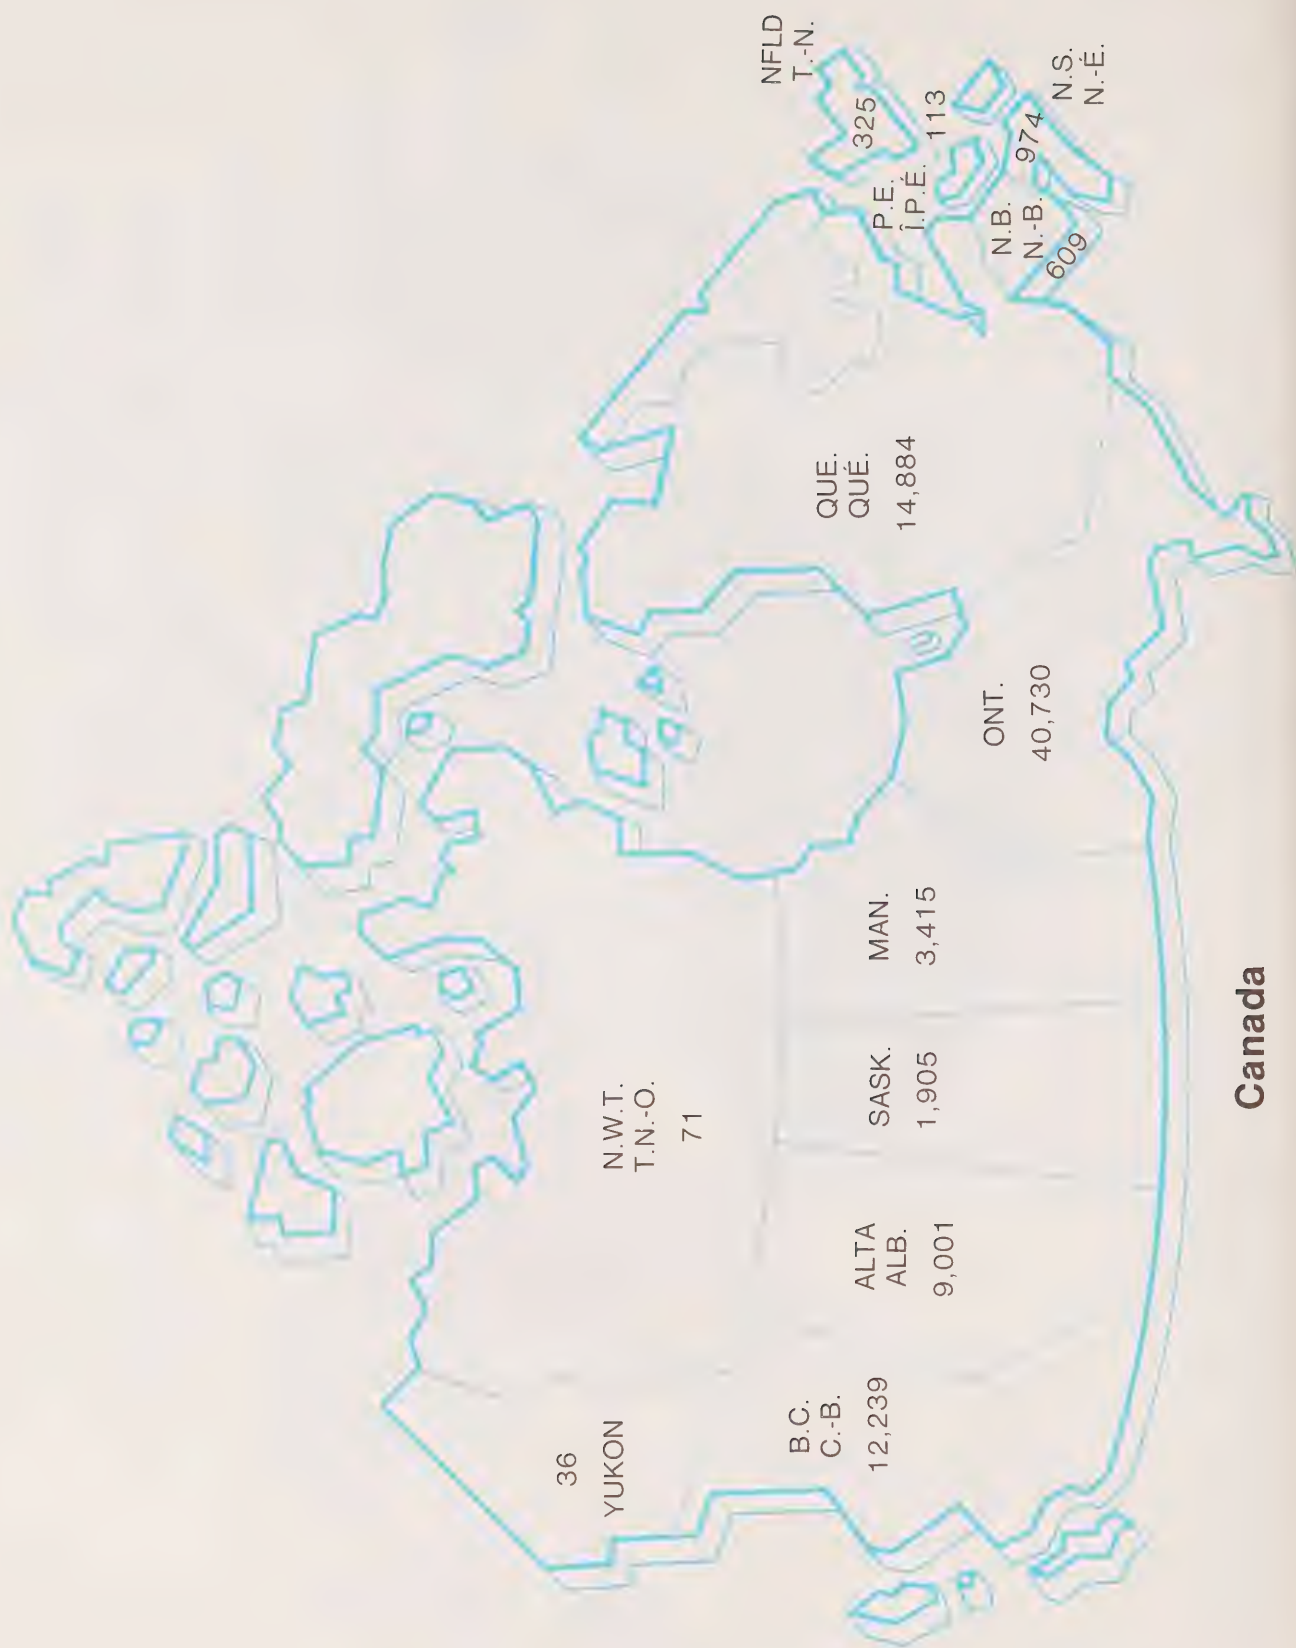 36
YUKON
N.W.T.
T.N.-O.
71
B.C.
C.-B.
12,239
ALTA
ALB.
9,001
SASK.
1,905
MAN.
3,415
ONT.
40,730
QUE.
QUÉ.
14,884
NFLD
T.-N.
325
P.E.
Î.P.É.
113
N.B.
N.-B.
609
974
N.S.
N.-É.
Canada